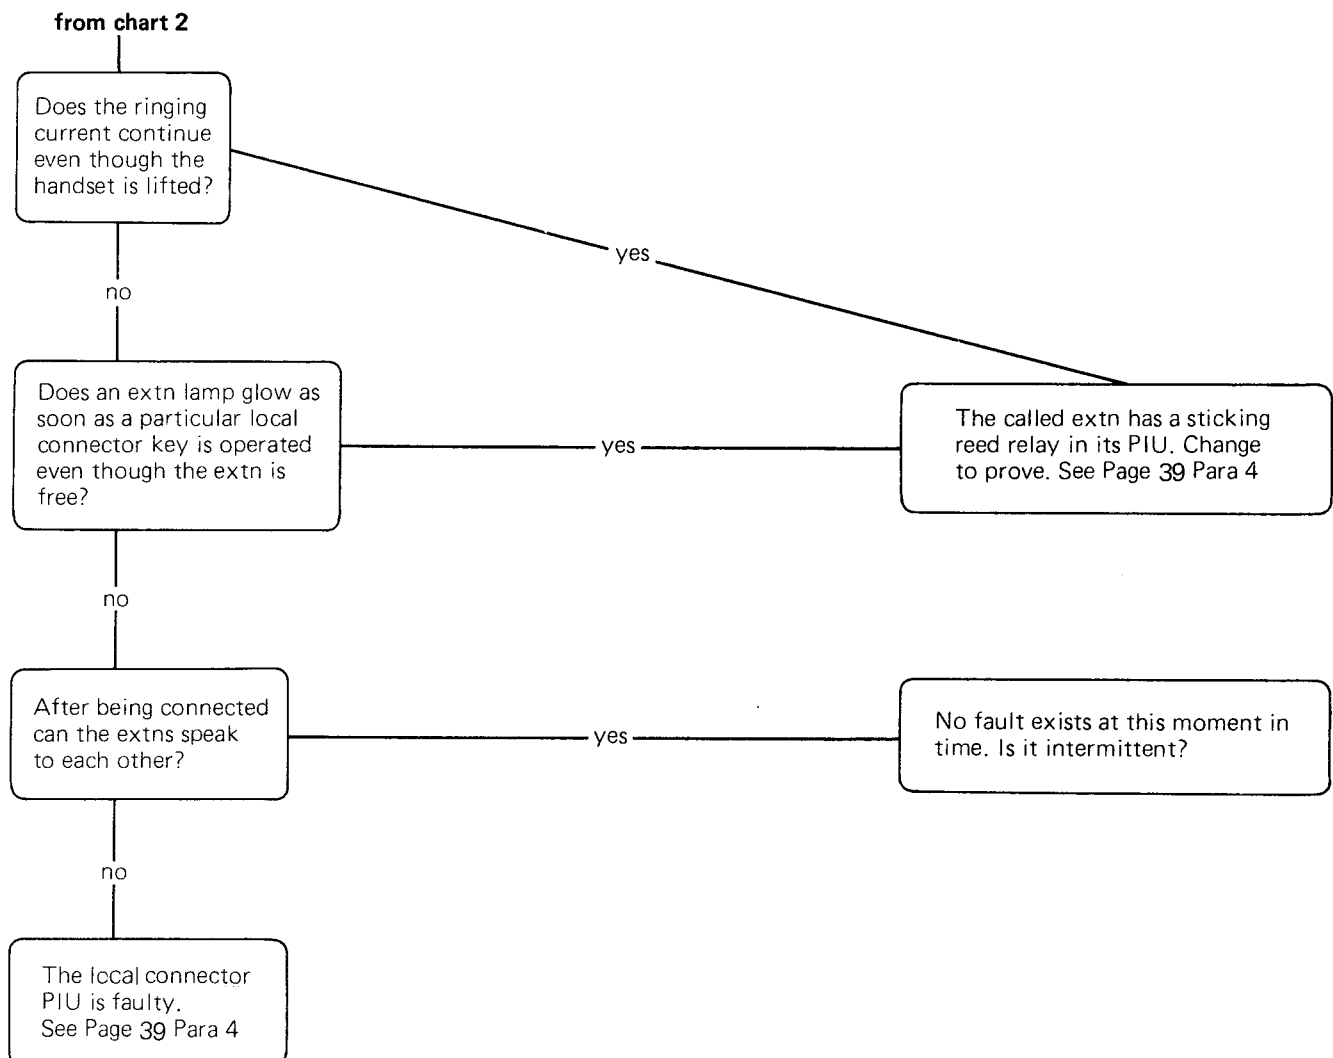 from chart 2
Does the ringing
current continue
even though the
handset is lifted?
yes
no
Does an extn lamp glow as
soon as a particular local
connector key is operated
even though the extn is
free?
yes
The called extn has a sticking
reed relay in its PIU. Change
to prove. See Page 39 Para 4
no
After being connected
can the extns speak
to each other?
yes
No fault exists at this moment in
time. Is it intermittent?
no
The local connector
PIU is faulty.
See Page 39 Para 4